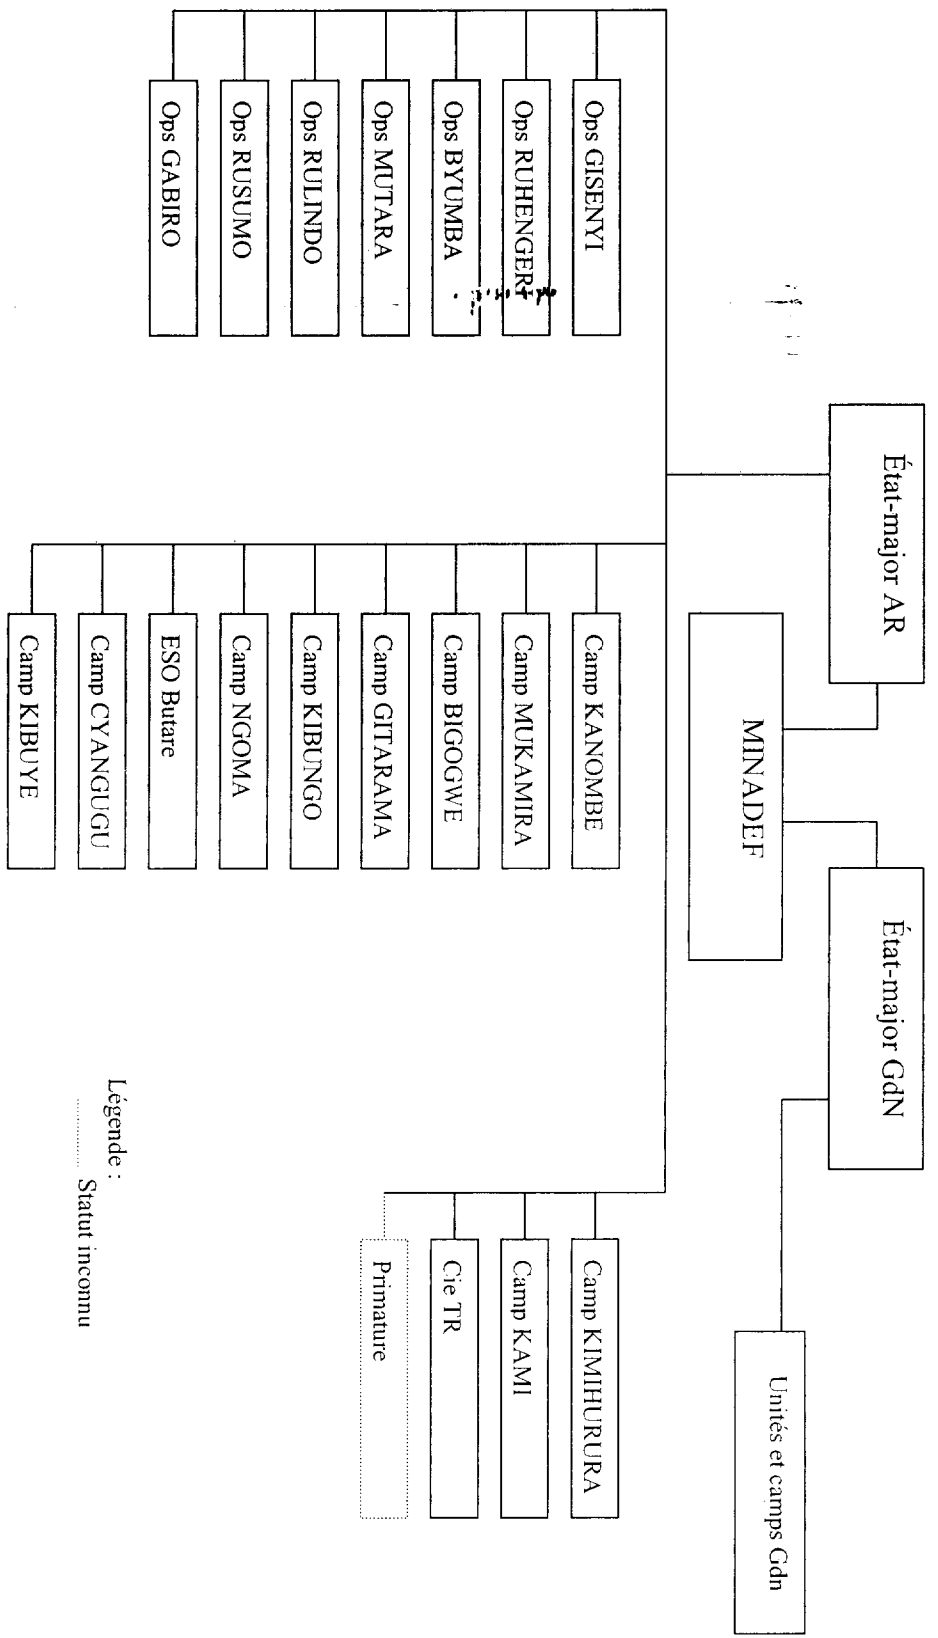 État-major AR
État-major GdN
MINADEF
Unités et camps Gdn
Ops GISENYI
Ops RUHENGERI
Ops BYUMBA
Ops MUTARA
Ops RULINDO
Ops RUSUMO
Ops GABIRO
Camp KANOMBE
Camp MUKAMIRA
Camp BIGOGWE
Camp GITARAMA
Camp KIBUNGO
Camp NGOMA
ESO Butare
Camp CYANGUGU
Camp KIBUYE
Camp KIMIHURURA
Camp KAMI
Cie TR
Primature
Légende :
Statut inconnu